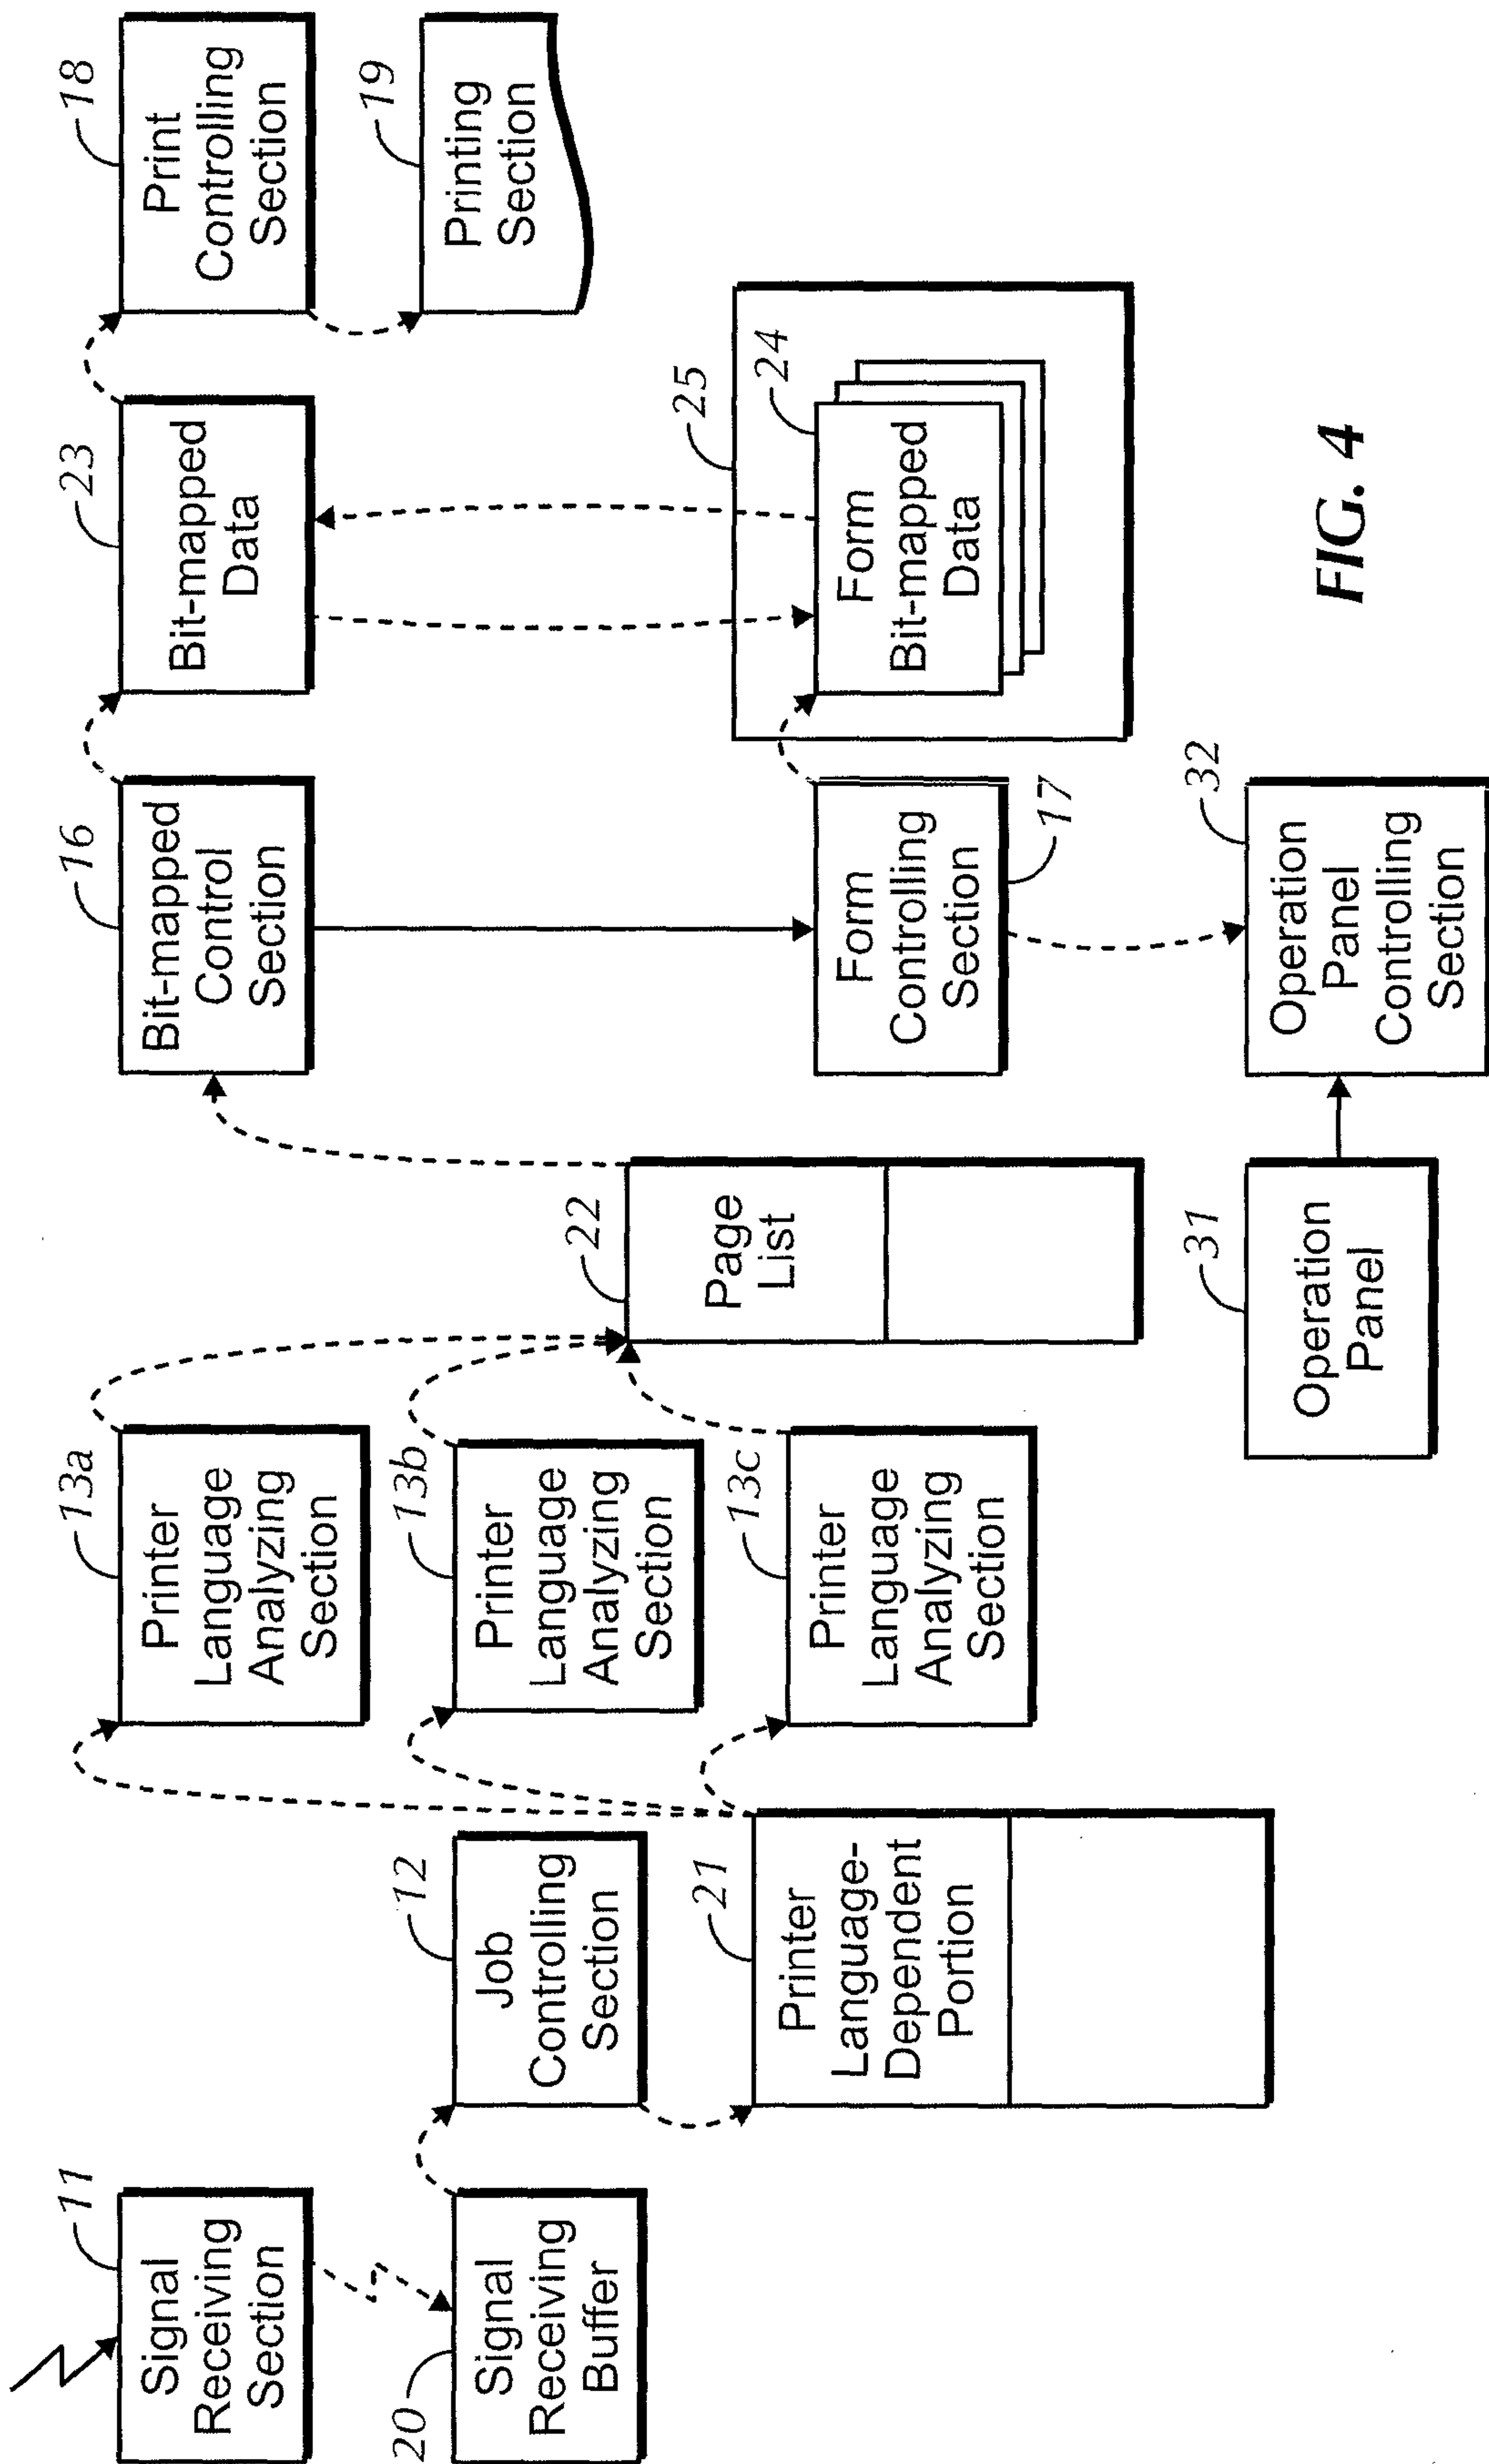 11
Signal
Receiving
Section
20
Signal
Receiving
Buffer
12
Job
Controlling
Section
21
Printer
Language-
Dependent
Portion
13a
Printer
Language
Analyzing
Section
13b
Printer
Language
Analyzing
Section
13c
Printer
Language
Analyzing
Section
22
Page
List
16
Bit-mapped
Control
Section
23
Bit-mapped
Data
18
Print
Controlling
Section
19
Printing
Section
25
24
Form
Bit-mapped
Data
Form
Controlling
Section
17
31
Operation
Panel
32
Operation
Panel
Controlling
Section
FIG. 4